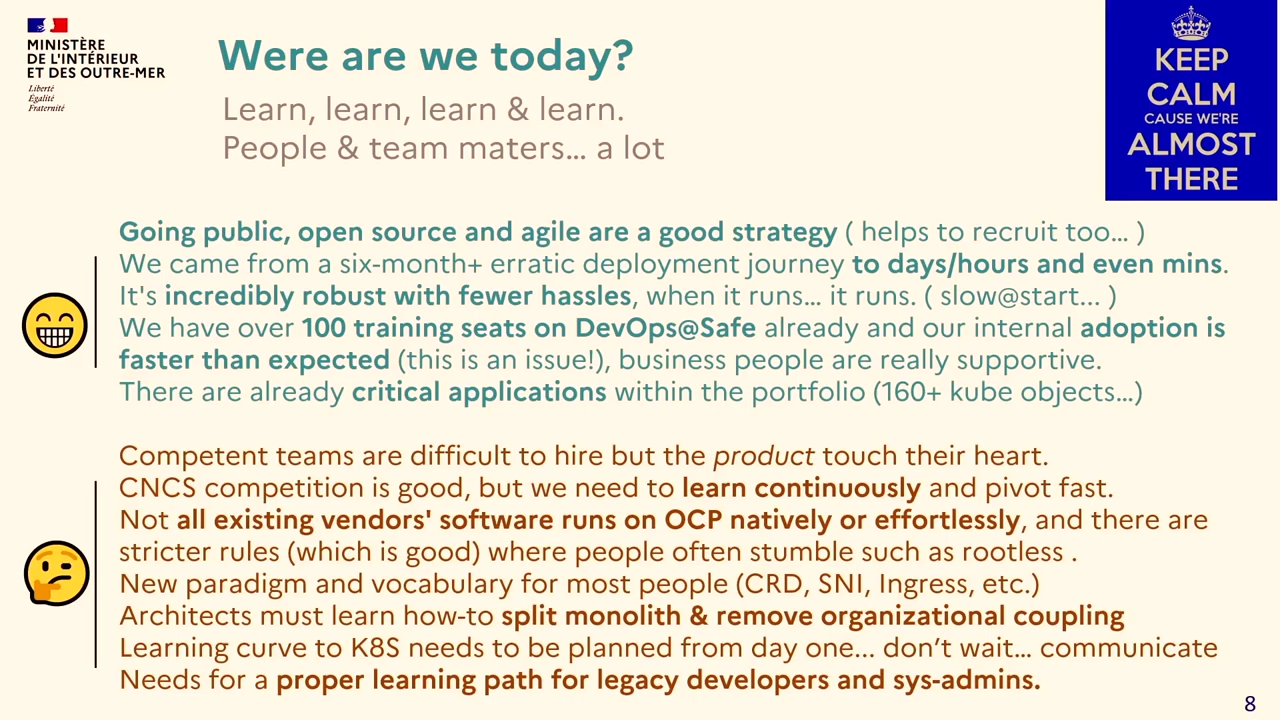 MINISTÈRE
DE L'INTÉRIEUR
ET DES OUTRE-MER
Liberté
Égalité
Fraternité
Were are we today?
Learn, learn, learn & learn.
People & team maters... a lot
KEEP
CALM
CAUSE WE'RE
ALMOST
THERE
Going public, open source and agile are a good strategy ( helps to recruit too... )
We came from a six-month+ erratic deployment journey to days/hours and even mins.
It's incredibly robust with fewer hassles, when it runs... it runs. ( slow@start... )
We have over 100 training seats on DevOps@Safe already and our internal adoption is
faster than expected (this is an issue!), business people are really supportive.
There are already critical applications within the portfolio (160+ kube objects...)
Competent teams are difficult to hire but the product touch their heart.
CNCS competition is good, but we need to learn continuously and pivot fast.
Not all existing vendors' software runs on OCP natively or effortlessly, and there are
stricter rules (which is good) where people often stumble such as rootless .
New paradigm and vocabulary for most people (CRD, SNI, Ingress, etc.)
Architects must learn how-to split monolith & remove organizational coupling
Learning curve to K8S needs to be planned from day one... don’t wait... communicate
Needs for a proper learning path for legacy developers and sys-admins.
8